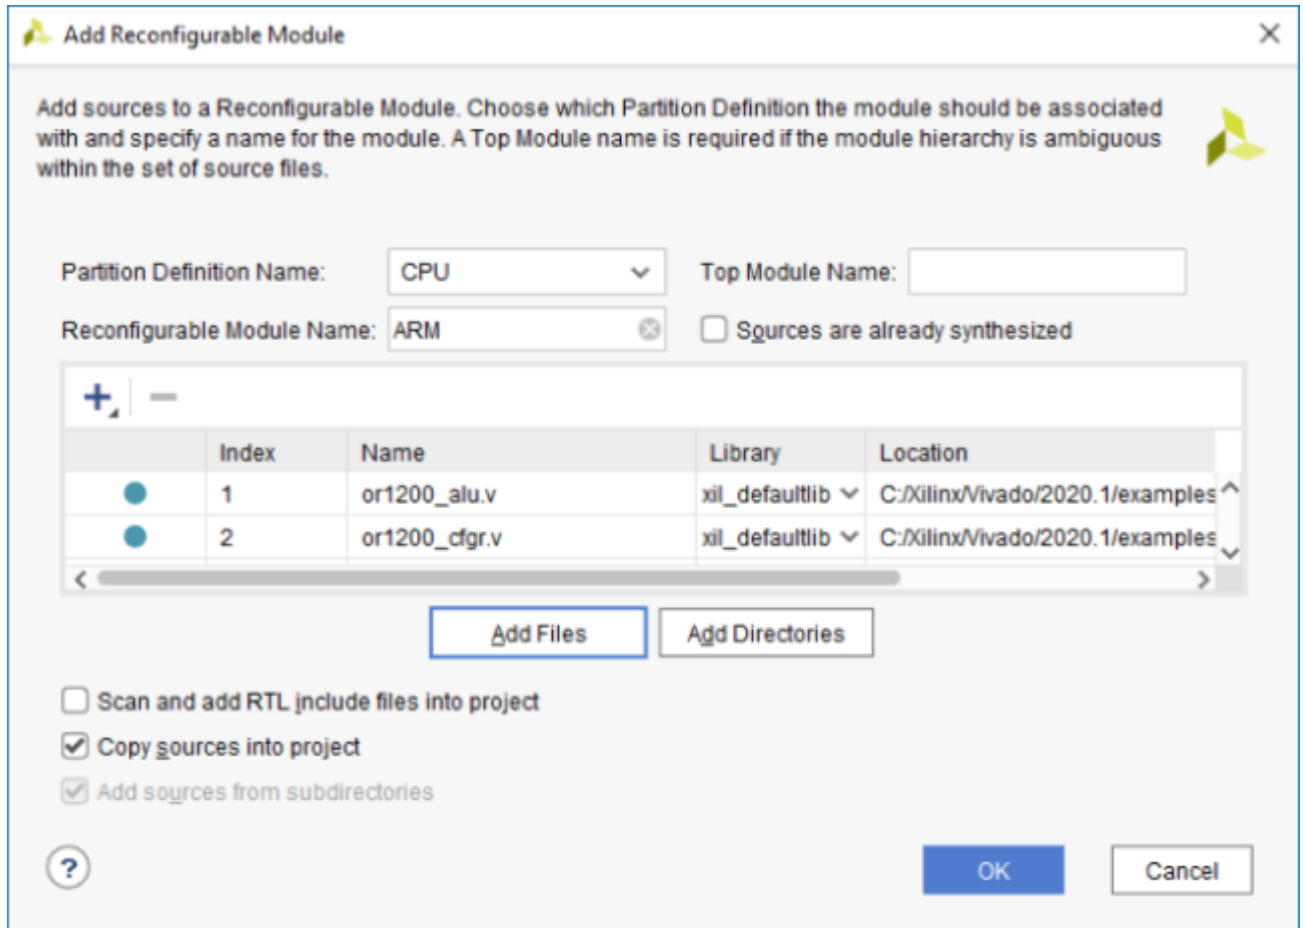 Add Reconfigurable Module
Add sources to a Reconfigurable Module. Choose which Partition Definition the module should be associated
with and specify a name for the module. A Top Module name is required if the module hierarchy is ambiguous
within the set of source files.
Partition Definition Name: CPU Top Module Name:
Reconfigurable Module Name: ARM Sources are already synthesized
Index Name Library Location
1 or1200_alu.v xil_defaultlib C:/Xilinx/Vivado/2020.1/examples
2 or1200_cfgr.v xil_defaultlib C:/Xilinx/Vivado/2020.1/examples
Add Files Add Directories
Scan and add RTL include files into project
Copy sources into project
Add sources from subdirectories
? OK Cancel